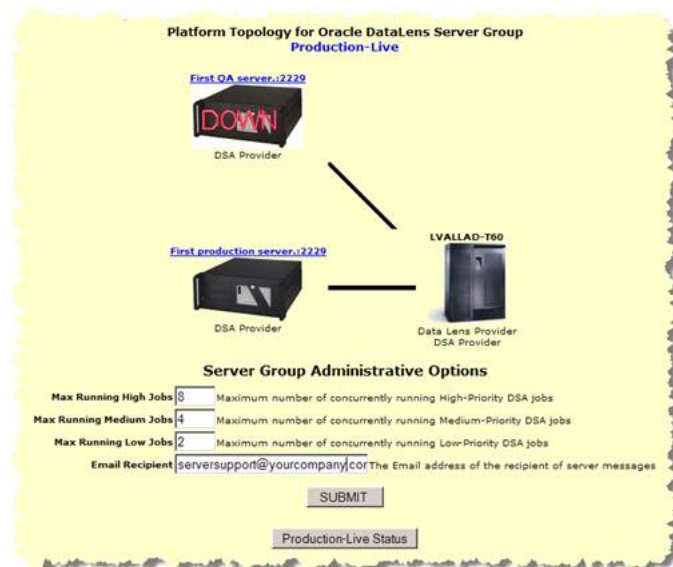 Platform Topology for Oracle DataLens Server Group
Production-Live
First QA server.:2229
DOWN
DSA Provider
LVALLAD-T60
First production server.:2229
DSA Provider
Data Lens Provider
DSA Provider
Server Group Administrative Options
Max Running High Jobs 8 Maximum number of concurrently running High-Priority DSA jobs
Max Running Medium Jobs 4 Maximum number of concurrently running Medium-Priority DSA jobs
Max Running Low Jobs 2 Maximum number of concurrently running Low-Priority DSA jobs
Email Recipient serversupport@yourcompany.cor The Email address of the recipient of server messages
SUBMIT
Production-Live Status